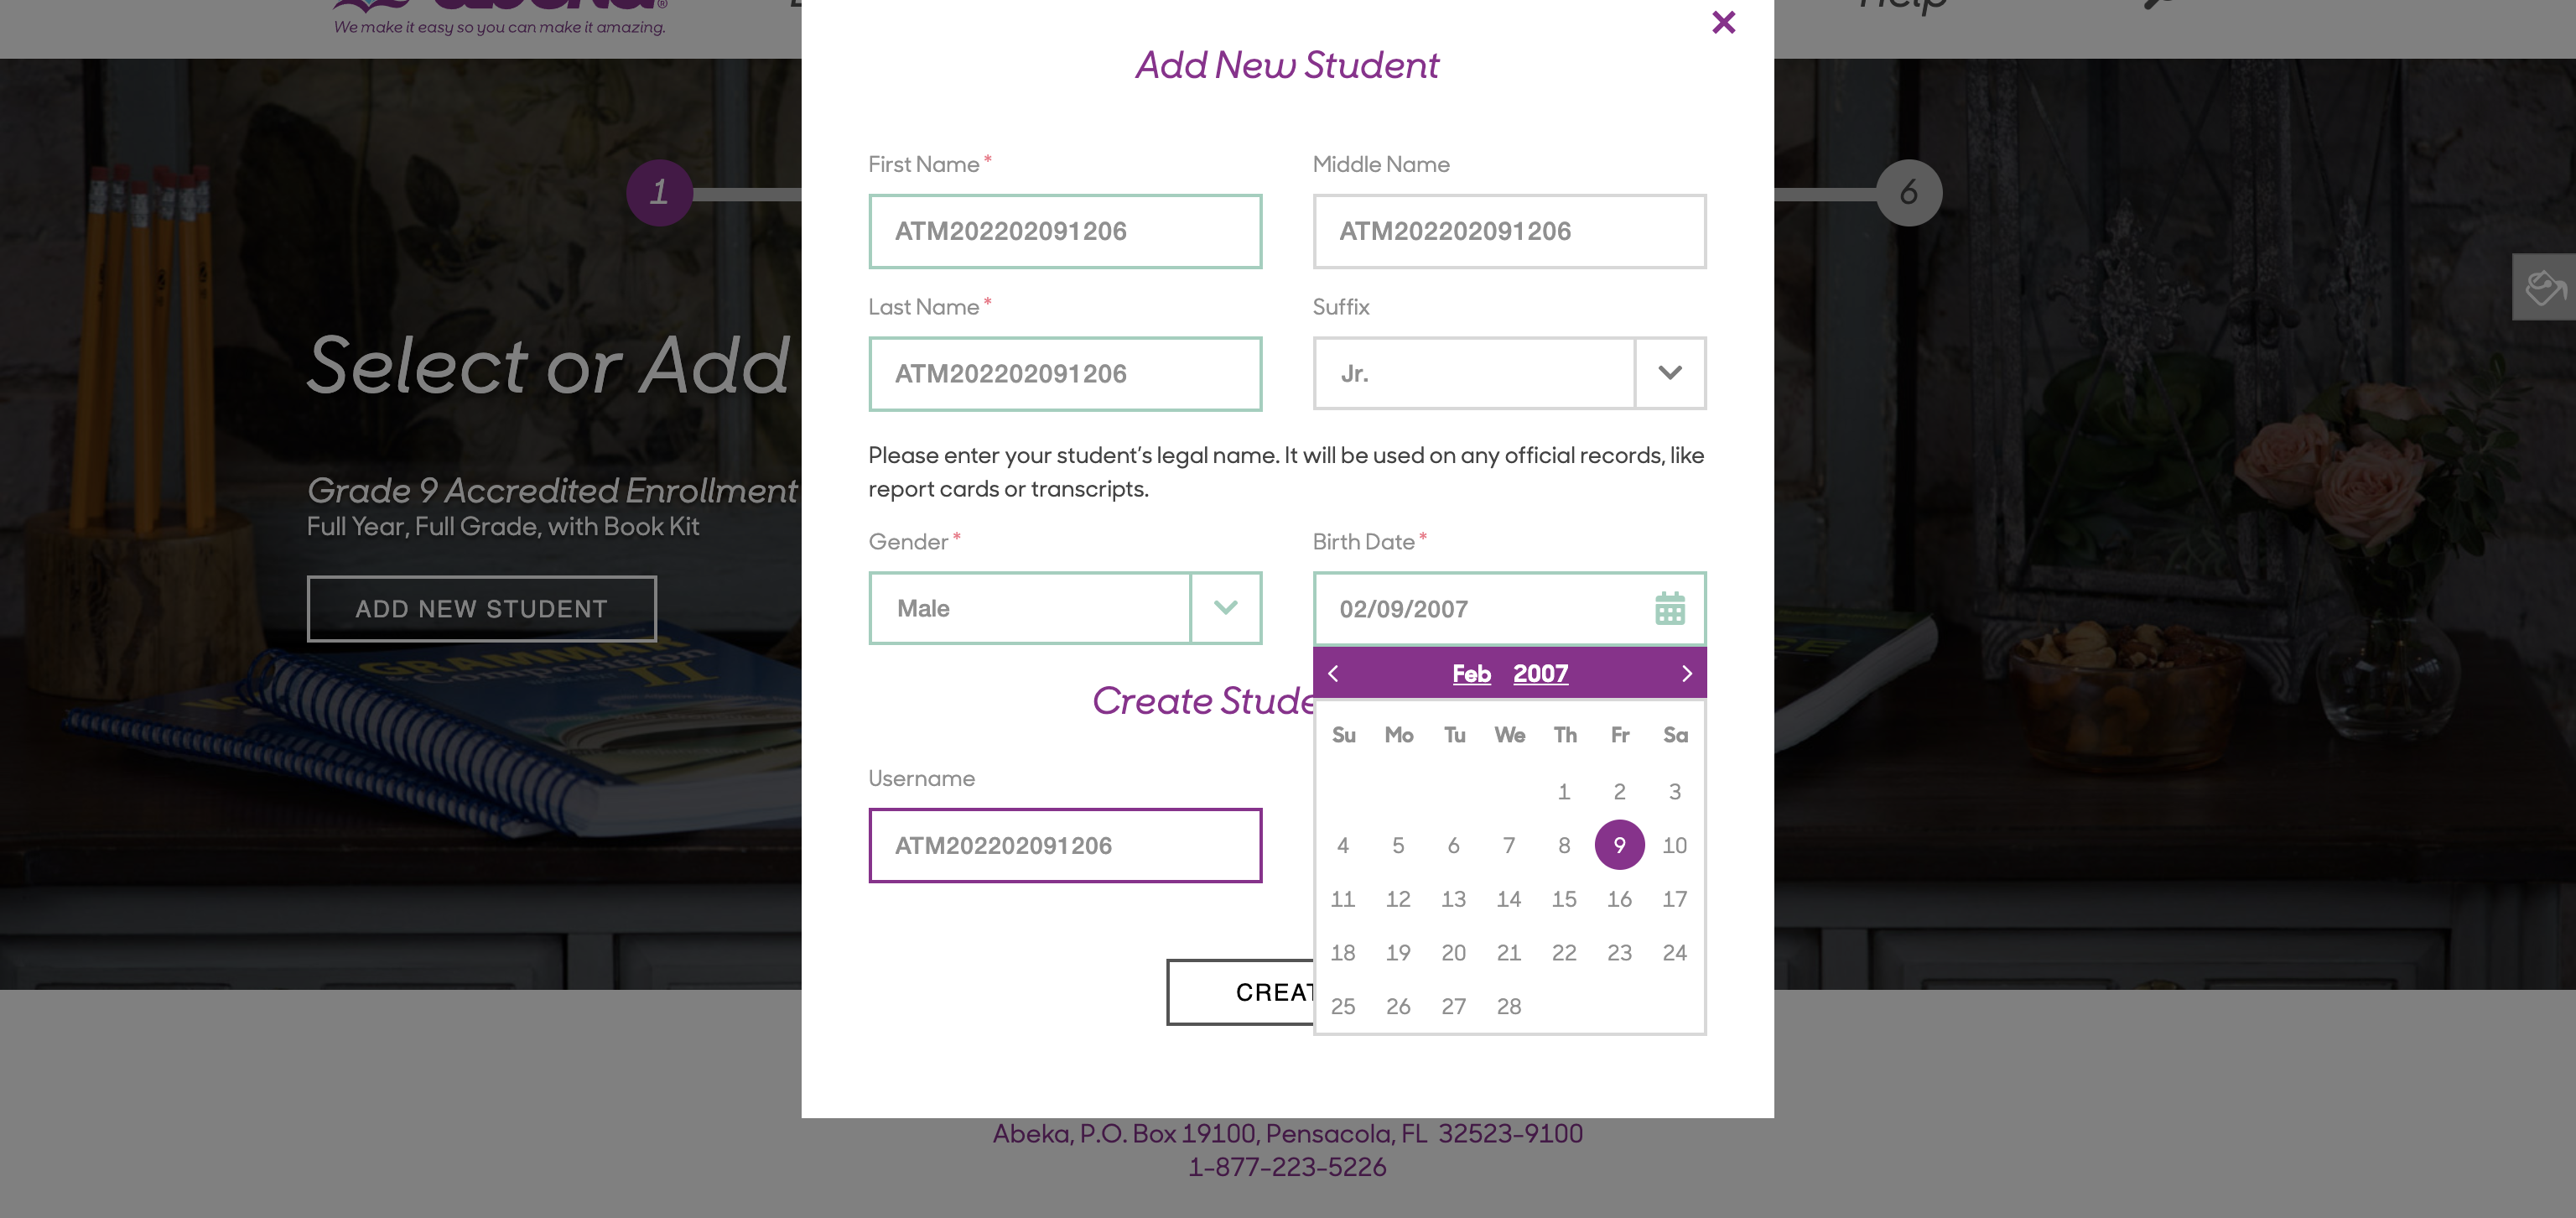 We make it easy so you can make it amazing.
Help
Add New Student
1
6
First Name *
Middle Name
ATM202202091206
ATM202202091206
Last Name *
Suffix
ATM202202091206
Jr.
Select or Add
Please enter your student's legal name. It will be used on any official records, like
report cards or transcripts.
Grade 9 Accredited Enrollment
Full Year, Full Grade, with Book Kit
Gender *
Birth Date *
ADD NEW STUDENT
Male
02/09/2007
Feb 2007
Create Stude
Su Mo Tu We Th Fr Sa
1 2 3
4 5 6 7 8 9 10
11 12 13 14 15 16 17
18 19 20 21 22 23 24
25 26 27 28
Username
ATM202202091206
CREAT
GRAMMAR
Composition
II
Abeka, P.O. Box 19100, Pensacola, FL 32523-9100
1-877-223-5226